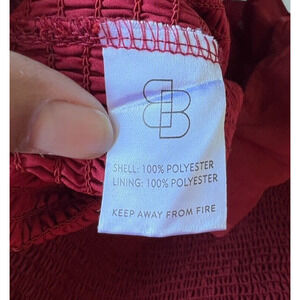 SHELL: 100% POLYESTER
LINING: 100% POLYESTER
KEEP AWAY FROM FIRE